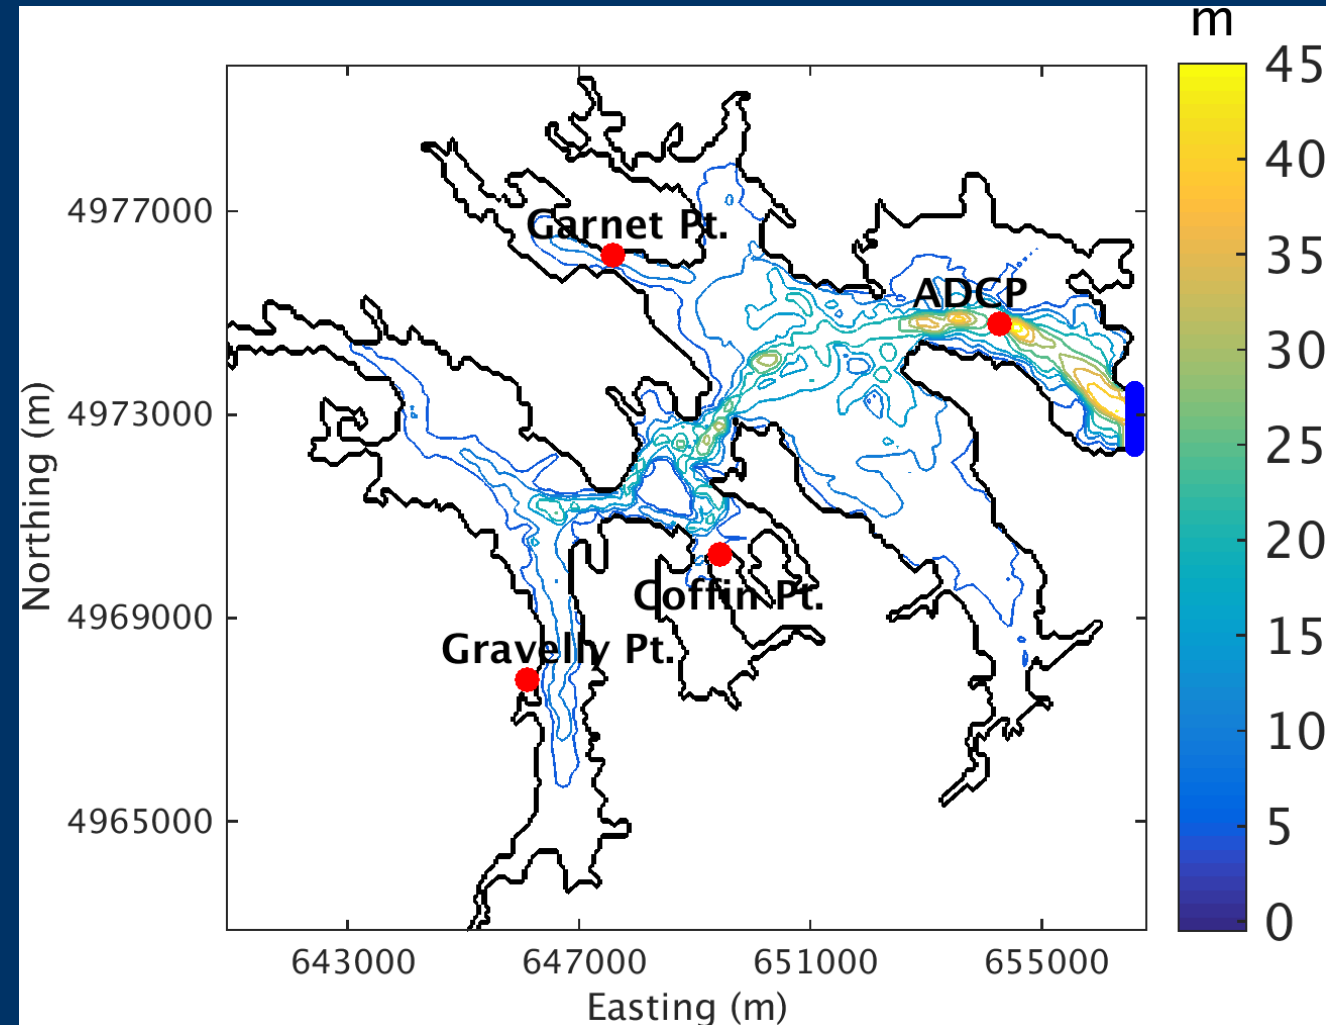 m
45
40
35
30
25
20
15
10
5
0
4977000
4973000
4969000
4965000
Northing (m)
Garnet Pt.
ADCP
Coffin Pt.
Gravelly Pt.
643000
647000
651000
655000
Easting (m)